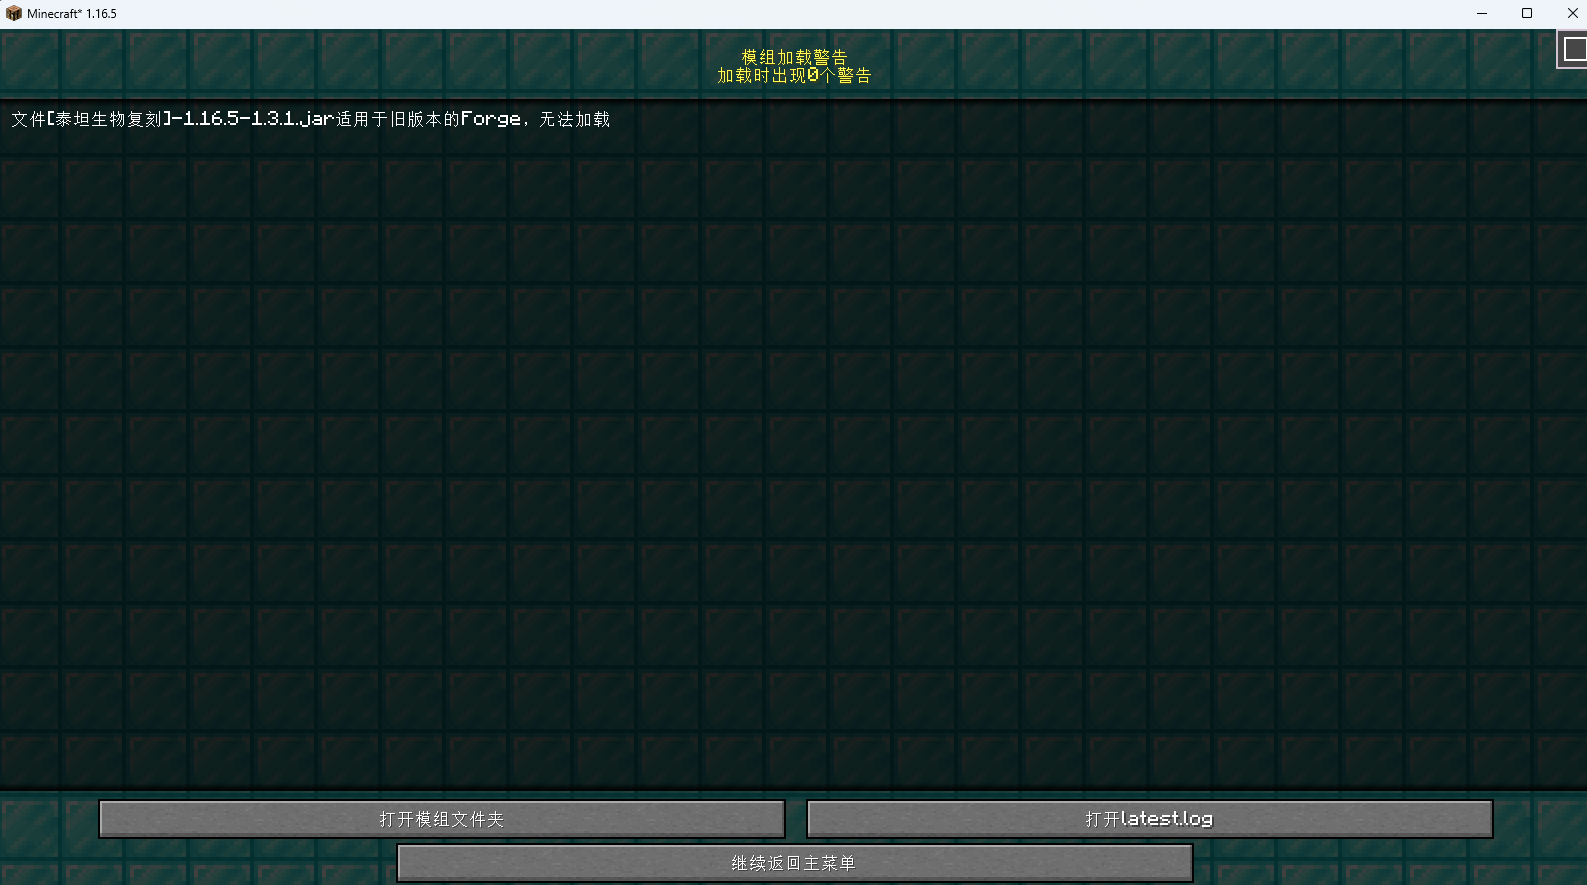 Minecraft* 1.16.5
模组加载警告
加载时出现0个警告
文件[泰坦生物复刻]-1.16.5-1.3.1.jar适用于旧版本的Forge，无法加载
打开模组文件夹
打开latest.log
继续返回主菜单